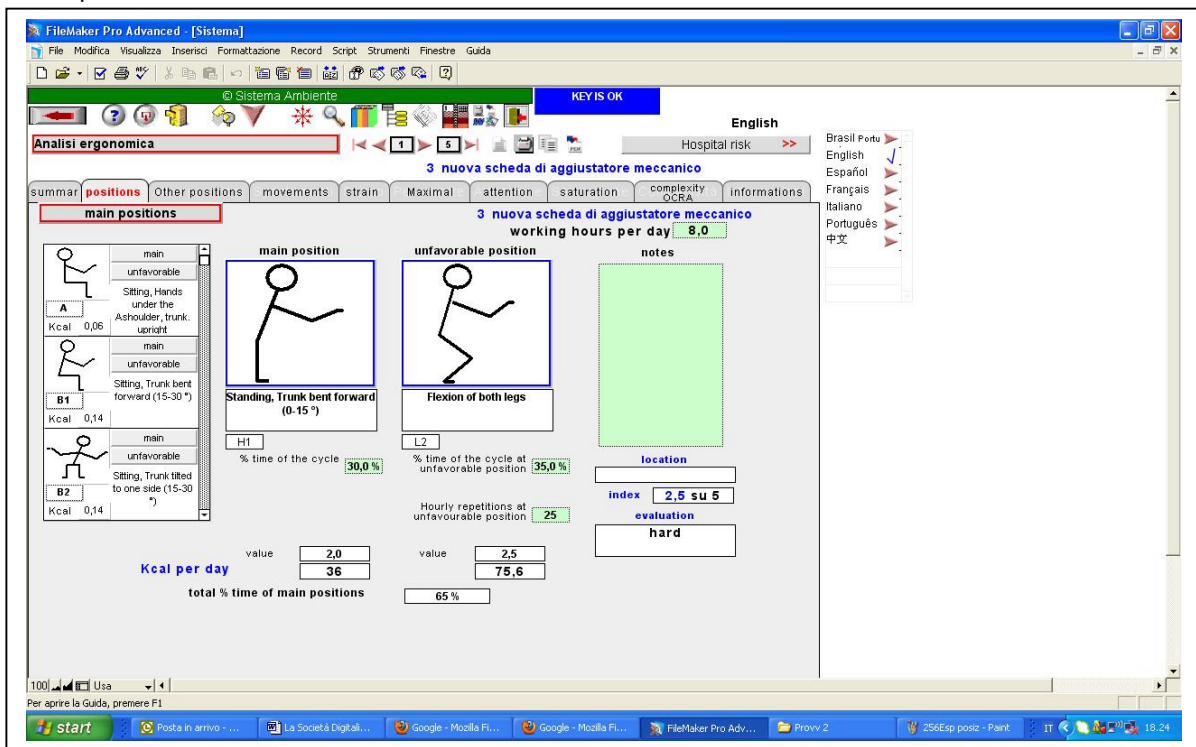 FileMaker Pro Advanced - [Sistema]
File Modifica Visualizza Inserisci Formattazione Record Script Strumenti Finestre Guida
© Sistema Ambiente
KEY IS OK
English
Analisi ergonomica
1
5
Hospital risk >>
3 nuova scheda di aggiustatore meccanico
summar positions Other positions movements strain Maximal attention saturation complexity OCRA informations
main positions
3 nuova scheda di aggiustatore meccanico
working hours per day 8,0
main position
unfavorable position
notes
main
unfavorable
Sitting, Hands
under the
Ashoulder, trunk.
upright
A
Kcal 0,06
main
unfavorable
Sitting, Trunk bent
forward (15-30 °)
B1
Kcal 0,14
main
unfavorable
Sitting, Trunk tilted
to one side (15-30
°)
B2
Kcal 0,14
Standing, Trunk bent forward
(0-15 °)
H1
% time of the cycle 30,0 %
Flexion of both legs
L2
% time of the cycle at
unfavorable position 35,0 %
Hourly repetitions at
unfavourable position 25
location
index 2,5 su 5
evaluation
hard
value 2,0
value 2,5
Kcal per day 36 75,6
total % time of main positions 65 %
Brasil Portu
English
Español
Français
Italiano
Português
中文
100 Usa
Per aprire la Guida, premere F1
start Posta in arrivo - ... La Società Digitali... Google - Mozilla Fi... Google - Mozilla Fi... FileMaker Pro Adv... Provv 2 256Esp posiz - Paint IT 18.24